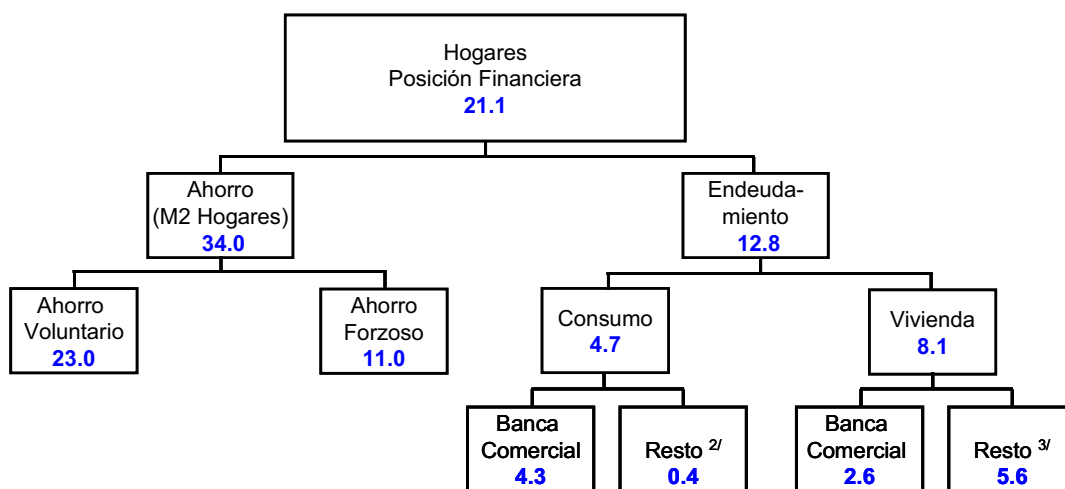 Hogares
Posición Financiera
21.1
Ahorro
(M2 Hogares)
34.0
Endeuda-
miento
12.8
Ahorro
Voluntario
23.0
Ahorro
Forzoso
11.0
Consumo
4.7
Vivienda
8.1
Banca
Comercial
4.3
Resto 2/
0.4
Banca
Comercial
2.6
Resto 3/
5.6